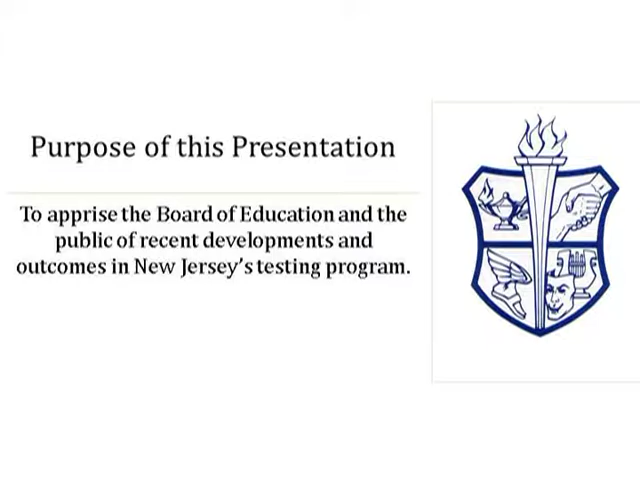 Purpose of this Presentation
To apprise the Board of Education and the
public of recent developments and
outcomes in New Jersey's testing program.